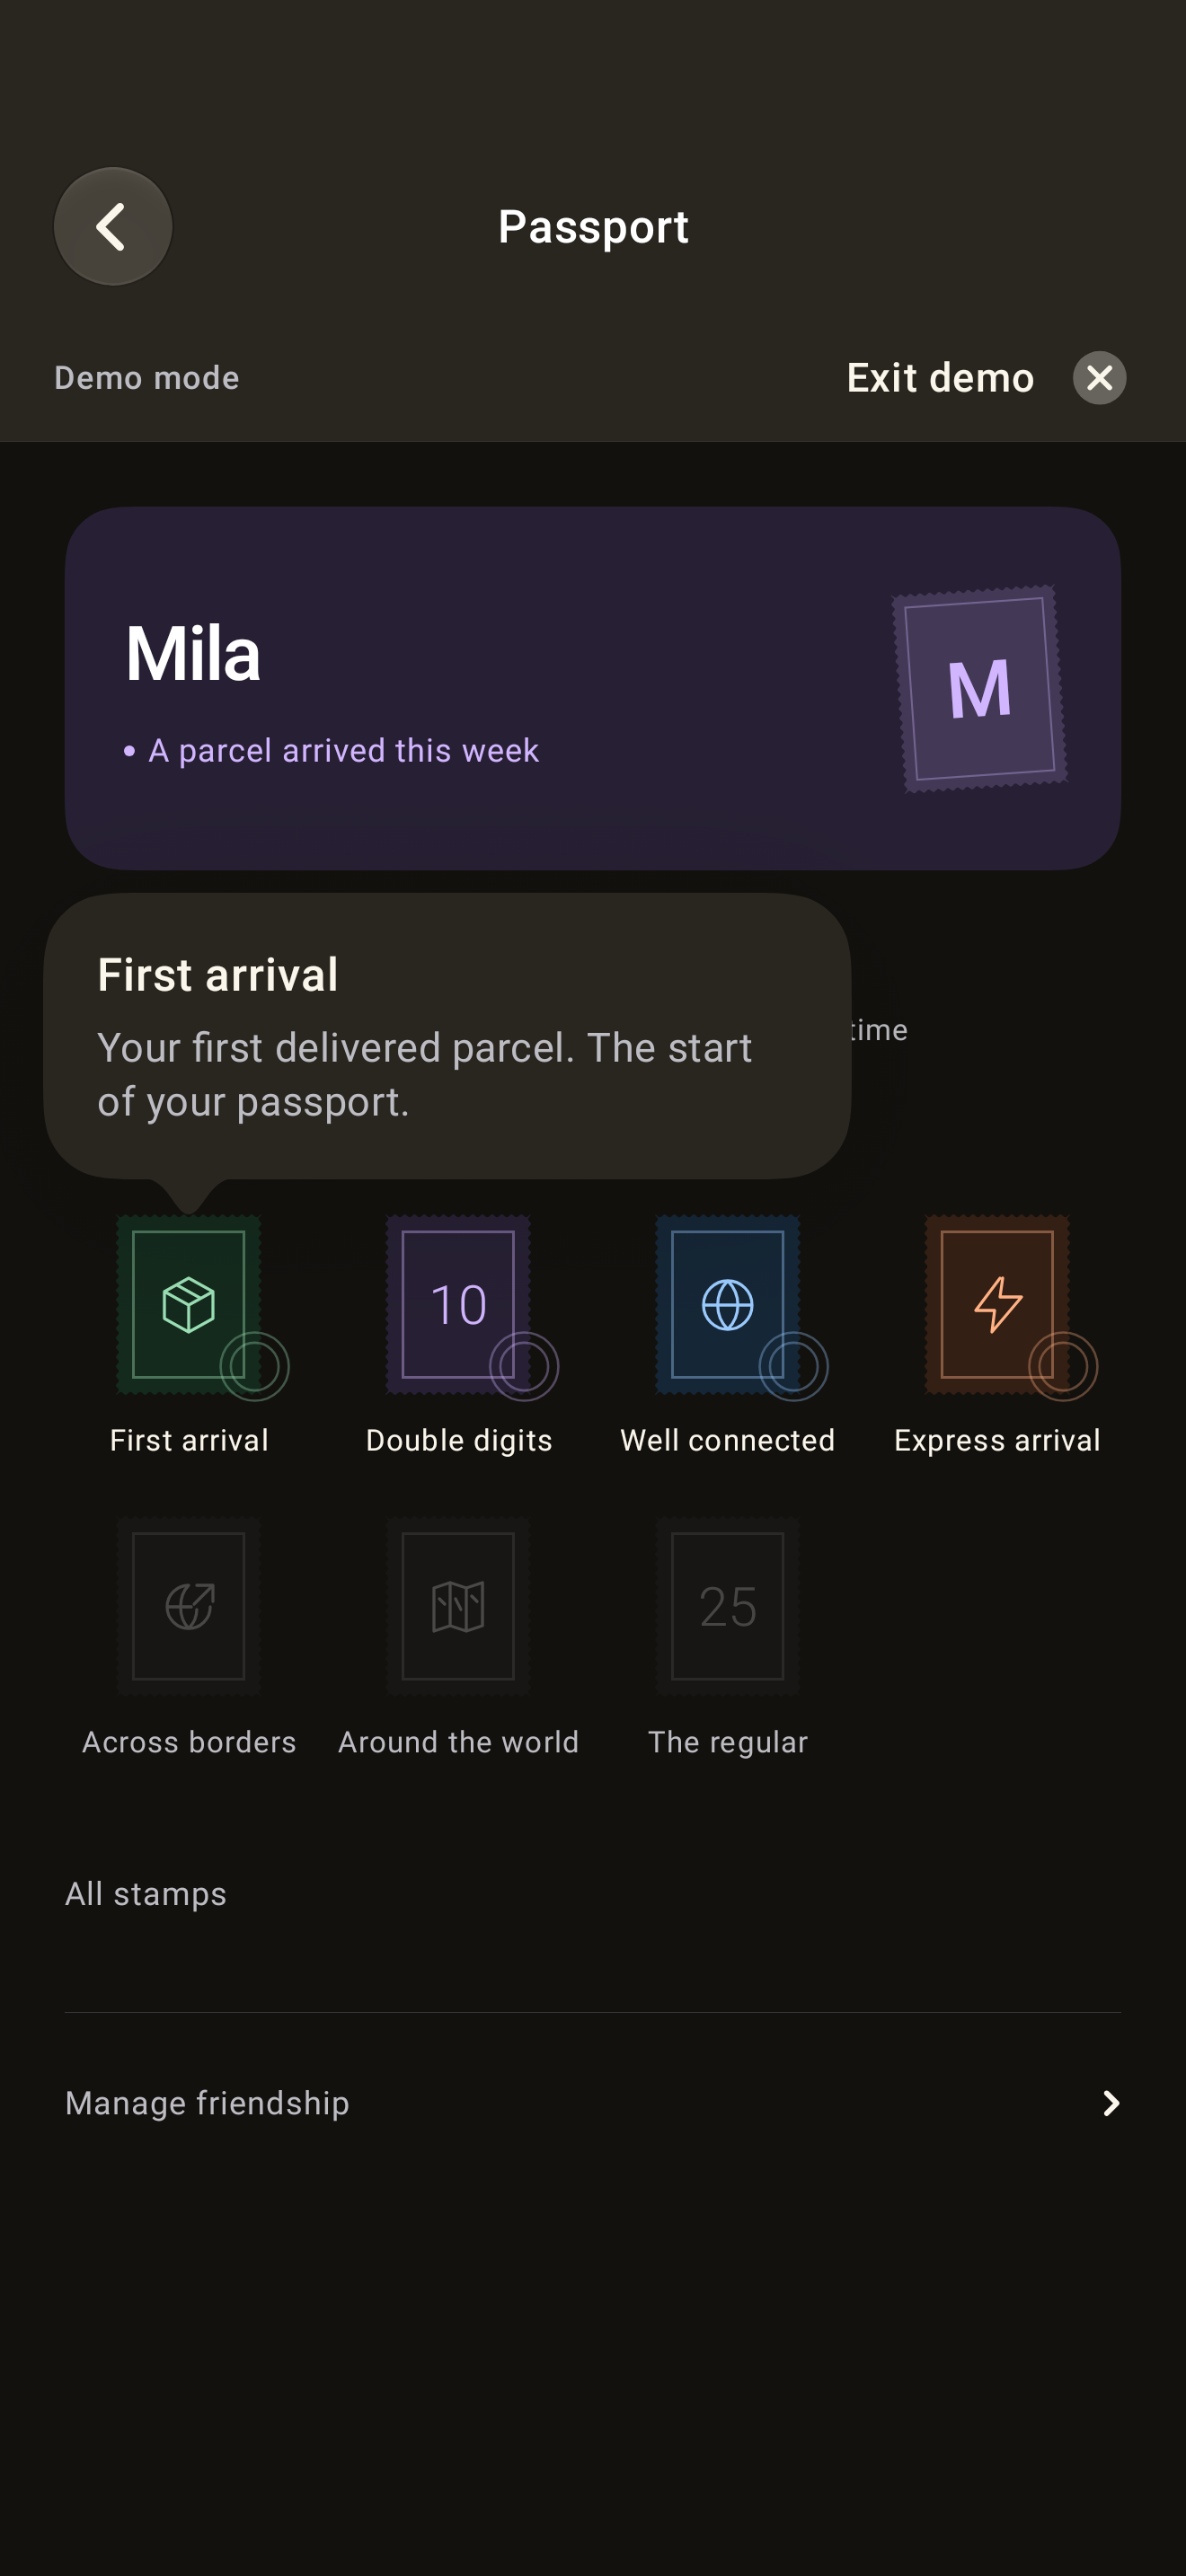 Passport
Demo mode
Exit demo
Mila
• A parcel arrived this week
M
First arrival
Your first delivered parcel. The start
of your passport.
time
10
First arrival
Double digits
Well connected
Express arrival
25
Across borders
Around the world
The regular
All stamps
Manage friendship